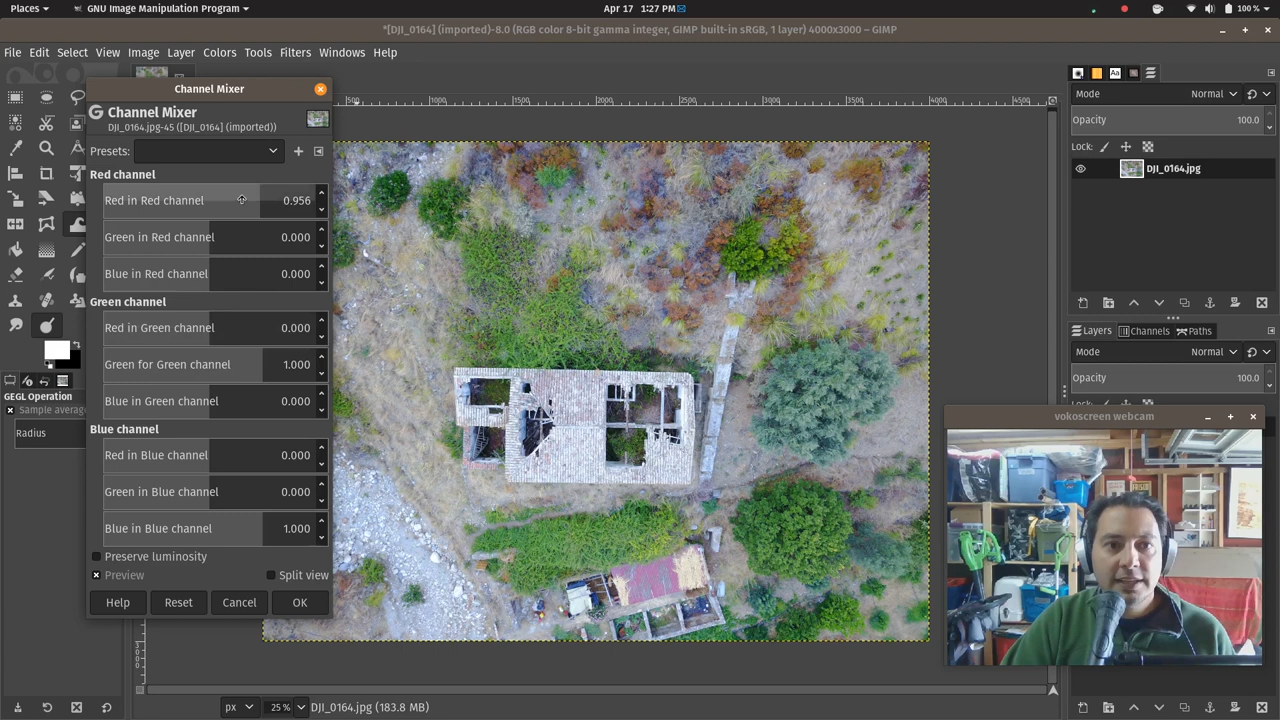 Places
GNU Image Manipulation Program
Apr 17 1:27 PM
100 %
*[DJI_0164] (imported)-8.0 (RGB color 8-bit gamma integer, GIMP built-in sRGB, 1 layer) 4000x3000 – GIMP
File Edit Select View Image Layer Colors Tools Filters Windows Help
Channel Mixer
Channel Mixer
DJI_0164.jpg-45 ([DJI_0164] (imported))
Presets:
Red channel
Red in Red channel 0.956
Green in Red channel 0.000
Blue in Red channel 0.000
Green channel
Red in Green channel 0.000
Green for Green channel 1.000
Blue in Green channel 0.000
Blue channel
Red in Blue channel 0.000
Green in Blue channel 0.000
Blue in Blue channel 1.000
Preserve luminosity
Preview Split view
Help Reset Cancel OK
GEGL Operation
Sample average
Radius
500 1000 1500 2000 2500 3000 3500 4000 4500
px 25 % DJI_0164.jpg (183.8 MB)
Aa
Mode Normal
Opacity 100.0
Lock:
DJI_0164.jpg
Layers Channels Paths
Mode Normal
Opacity 100.0
vokoscreen webcam